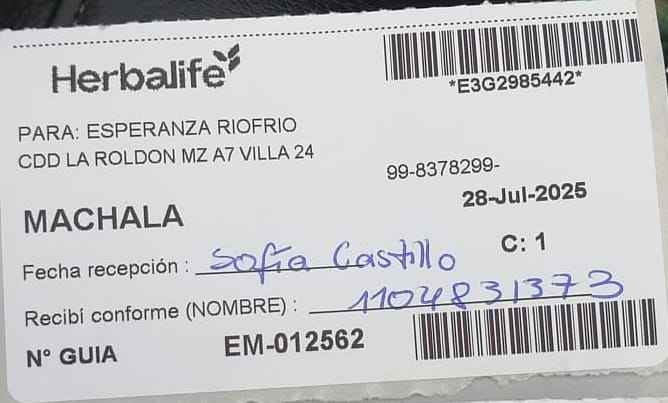 Herbalife
*E3G2985442*
PARA: ESPERANZA RIOFRIO
CDD LA ROLDON MZ A7 VILLA 24
99-8378299-
28-Jul-2025
MACHALA
C: 1
Fecha recepción : Sofía Castillo
Recibí conforme (NOMBRE) : 1104831373
N° GUIA EM-012562